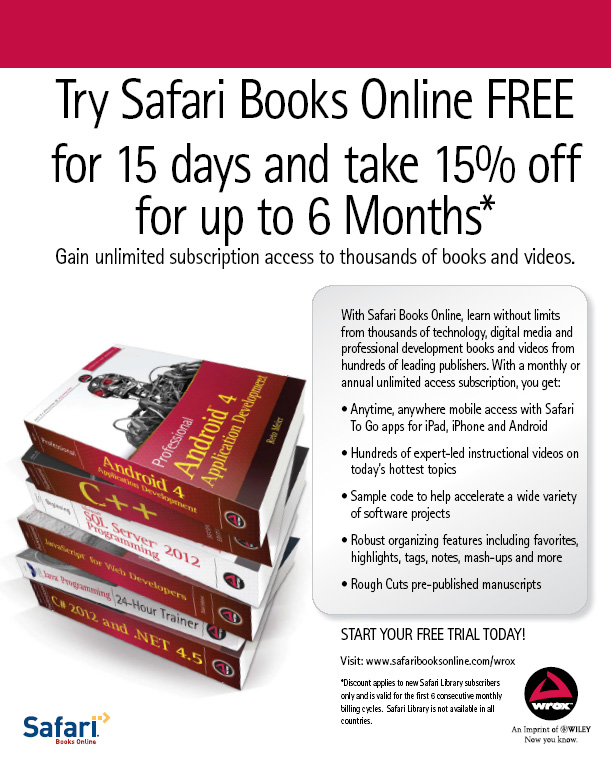 Try Safari Books Online FREE
for 15 days and take 15% off
for up to 6 Months*
Gain unlimited subscription access to thousands of books and videos.
With Safari Books Online, learn without limits
from thousands of technology, digital media and
professional development books and videos from
hundreds of leading publishers. With a monthly or
annual unlimited access subscription, you get:
• Anytime, anywhere mobile access with Safari
To Go apps for iPad, iPhone and Android
• Hundreds of expert-led instructional videos on
today's hottest topics
• Sample code to help accelerate a wide variety
of software projects
• Robust organizing features including favorites,
highlights, tags, notes, mash-ups and more
• Rough Cuts pre-published manuscripts
Professional
Android 4
Application Development
Reto Meier
Professional
Android 4
Application Development
C++
Beginning
SQL Server 2012
Programming
JavaScript for Web Developers
Java Programming
24-Hour Trainer
C# 2012 and .NET 4.5
START YOUR FREE TRIAL TODAY!
Visit: www.safaribooksonline.com/wrox
*Discount applies to new Safari Library subscribers
only and is valid for the first 6 consecutive monthly
billing cycles. Safari Library is not available in all
countries.
Safari
Books Online
wrox™
An Imprint of WILEY
Now you know.